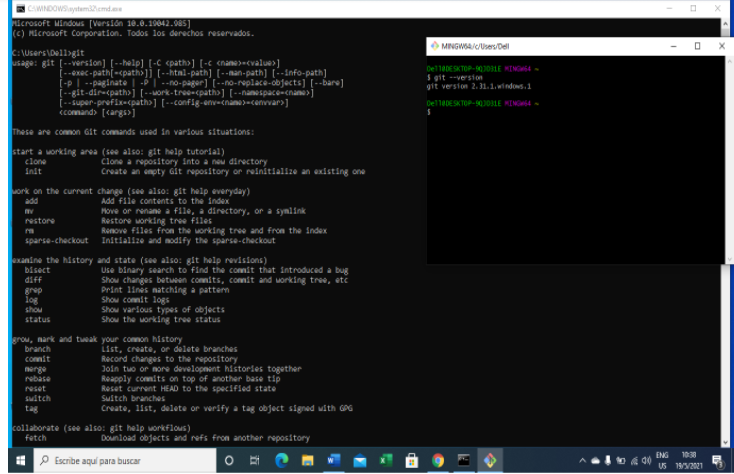 C:\WINDOWS\system32\cmd.exe
Microsoft Windows [Versión 10.0.19042.985]
(c) Microsoft Corporation. Todos los derechos reservados.
C:\Users\Dell>git
usage: git [--version] [--help] [-C <path>] [-c <name>=<value>]
[--exec-path[=<path>]] [--html-path] [--man-path] [--info-path]
[-p | --paginate | -P | --no-pager] [--no-replace-objects] [--bare]
[--git-dir=<path>] [--work-tree=<path>] [--namespace=<name>]
[--super-prefix=<path>] [--config-env=<name>=<envvar>]
<command> [<args>]
These are common Git commands used in various situations:
start a working area (see also: git help tutorial)
clone Clone a repository into a new directory
init Create an empty Git repository or reinitialize an existing one
work on the current change (see also: git help everyday)
add Add file contents to the index
mv Move or rename a file, a directory, or a symlink
restore Restore working tree files
rm Remove files from the working tree and from the index
sparse-checkout Initialize and modify the sparse-checkout
examine the history and state (see also: git help revisions)
bisect Use binary search to find the commit that introduced a bug
diff Show changes between commits, commit and working tree, etc
grep Print lines matching a pattern
log Show commit logs
show Show various types of objects
status Show the working tree status
grow, mark and tweak your common history
branch List, create, or delete branches
commit Record changes to the repository
merge Join two or more development histories together
rebase Reapply commits on top of another base tip
reset Reset current HEAD to the specified state
switch Switch branches
tag Create, list, delete or verify a tag object signed with GPG
collaborate (see also: git help workflows)
fetch Download objects and refs from another repository
MINGW64:/c/Users/Dell
MINGW64 ~
$ git --version
git version 2.31.1.windows.1
MINGW64 ~
$
Escribe aquí para buscar
ENG
US
10:38
19/5/2021